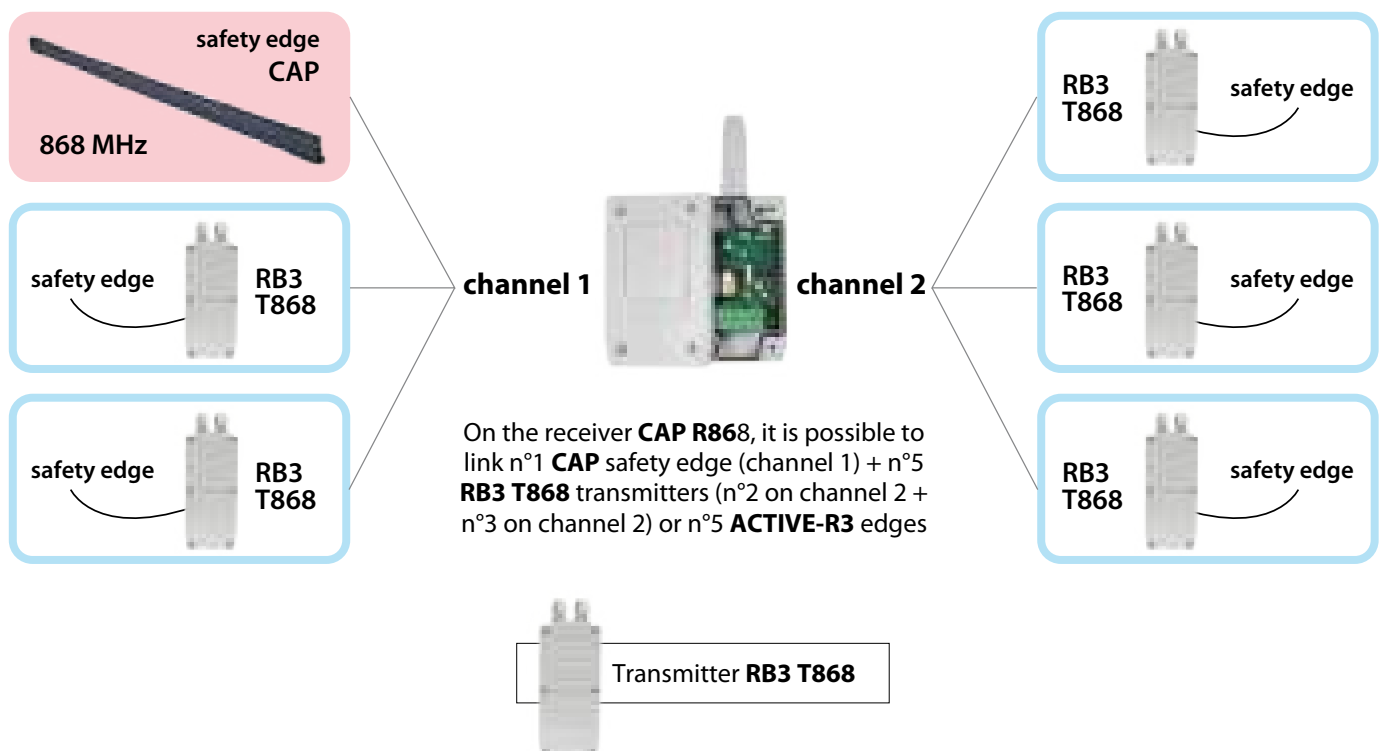 safety edge
CAP
868 MHz
safety edge
RB3
T868
safety edge
RB3
T868
channel 1
channel 2
RB3
T868
safety edge
RB3
T868
safety edge
RB3
T868
safety edge
On the receiver CAP R868, it is possible to
link n°1 CAP safety edge (channel 1) + n°5
RB3 T868 transmitters (n°2 on channel 2 +
n°3 on channel 2) or n°5 ACTIVE-R3 edges
Transmitter RB3 T868